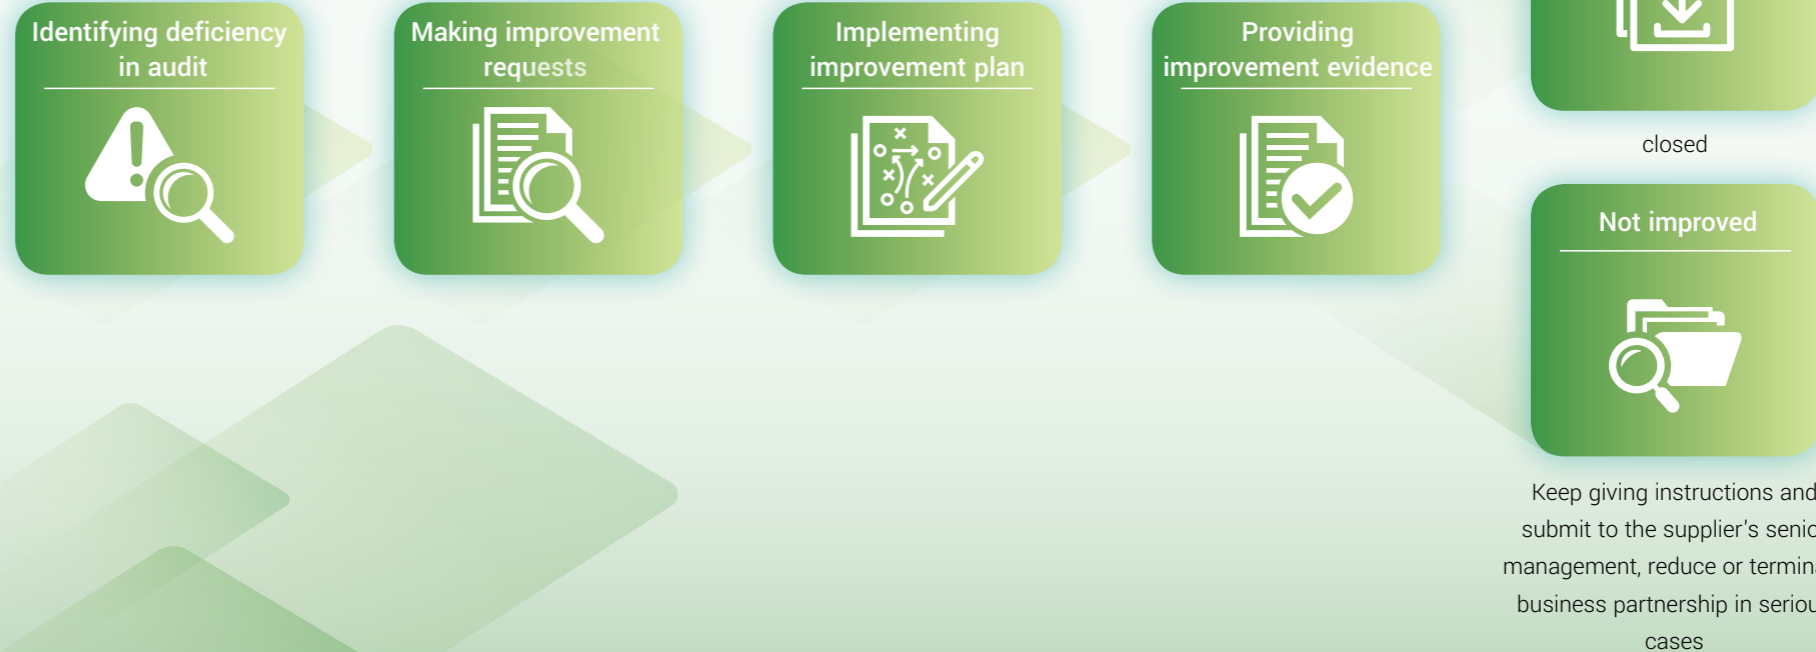 Identifying deficiency
in audit
Making improvement
requests
Implementing
improvement plan
Providing
improvement evidence
closed
Not improved
Keep giving instructions and
submit to the supplier's
management, reduce or
business partnership in
cases